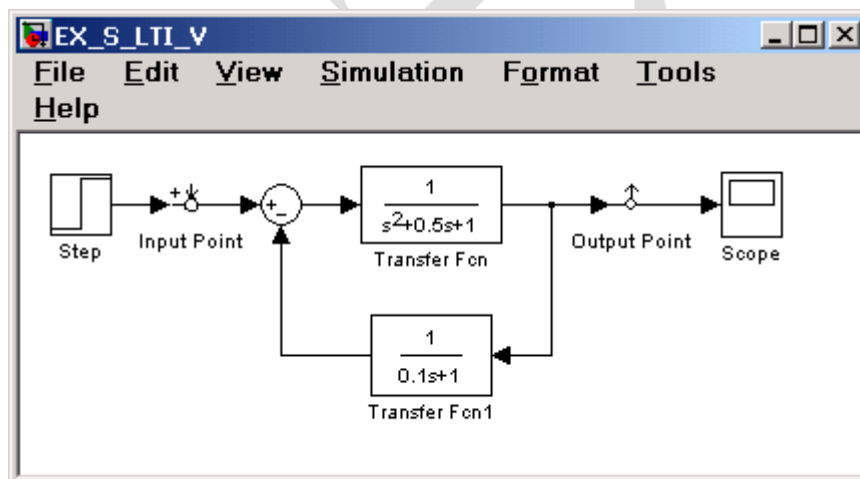 EX_S_LTI_V
File Edit View Simulation Format Tools
Help
+
Step
Input Point
+
-
1
s²+0.5s+1
Transfer Fcn
Output Point
Scope
1
0.1s+1
Transfer Fcn1